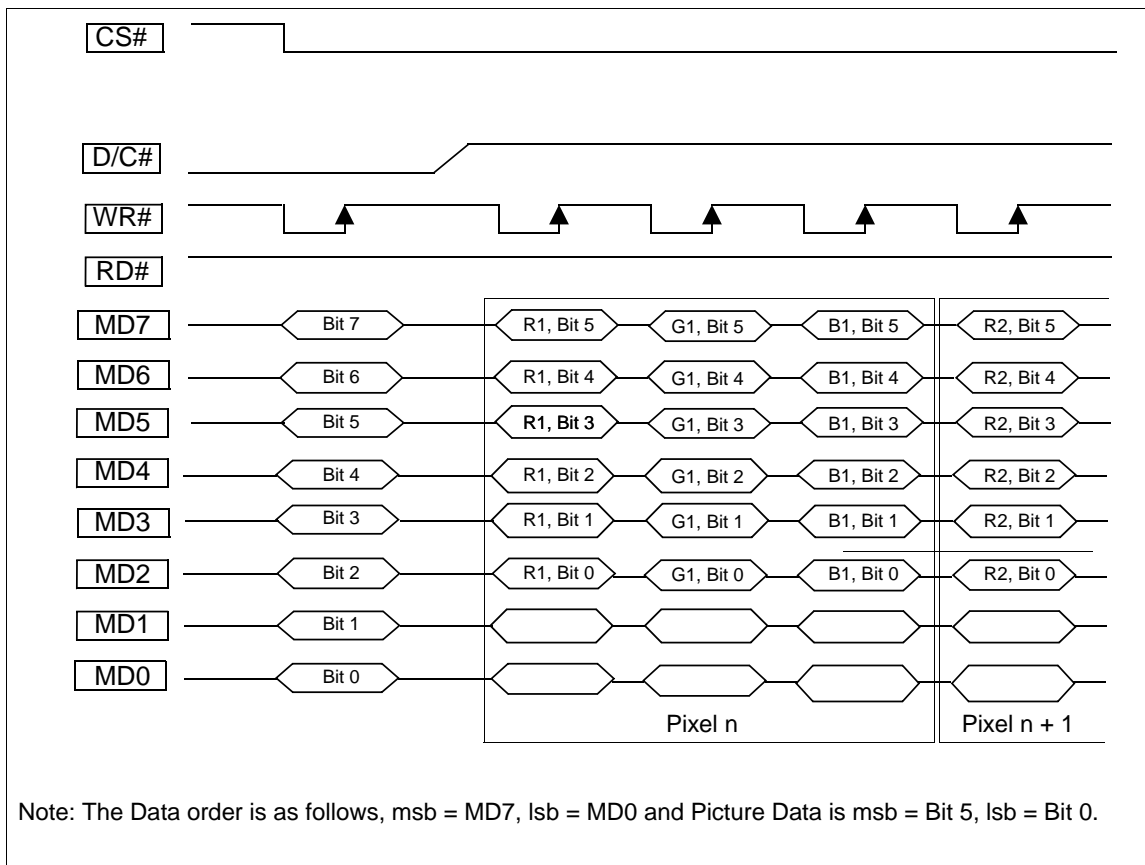 CS#
D/C#
WR#
RD#
MD7 Bit 7 R1, Bit 5 G1, Bit 5 B1, Bit 5 R2, Bit 5
MD6 Bit 6 R1, Bit 4 G1, Bit 4 B1, Bit 4 R2, Bit 4
MD5 Bit 5 R1, Bit 3 G1, Bit 3 B1, Bit 3 R2, Bit 3
MD4 Bit 4 R1, Bit 2 G1, Bit 2 B1, Bit 2 R2, Bit 2
MD3 Bit 3 R1, Bit 1 G1, Bit 1 B1, Bit 1 R2, Bit 1
MD2 Bit 2 R1, Bit 0 G1, Bit 0 B1, Bit 0 R2, Bit 0
MD1 Bit 1
MD0 Bit 0
Pixel n Pixel n + 1
Note: The Data order is as follows, msb = MD7, lsb = MD0 and Picture Data is msb = Bit 5, lsb = Bit 0.